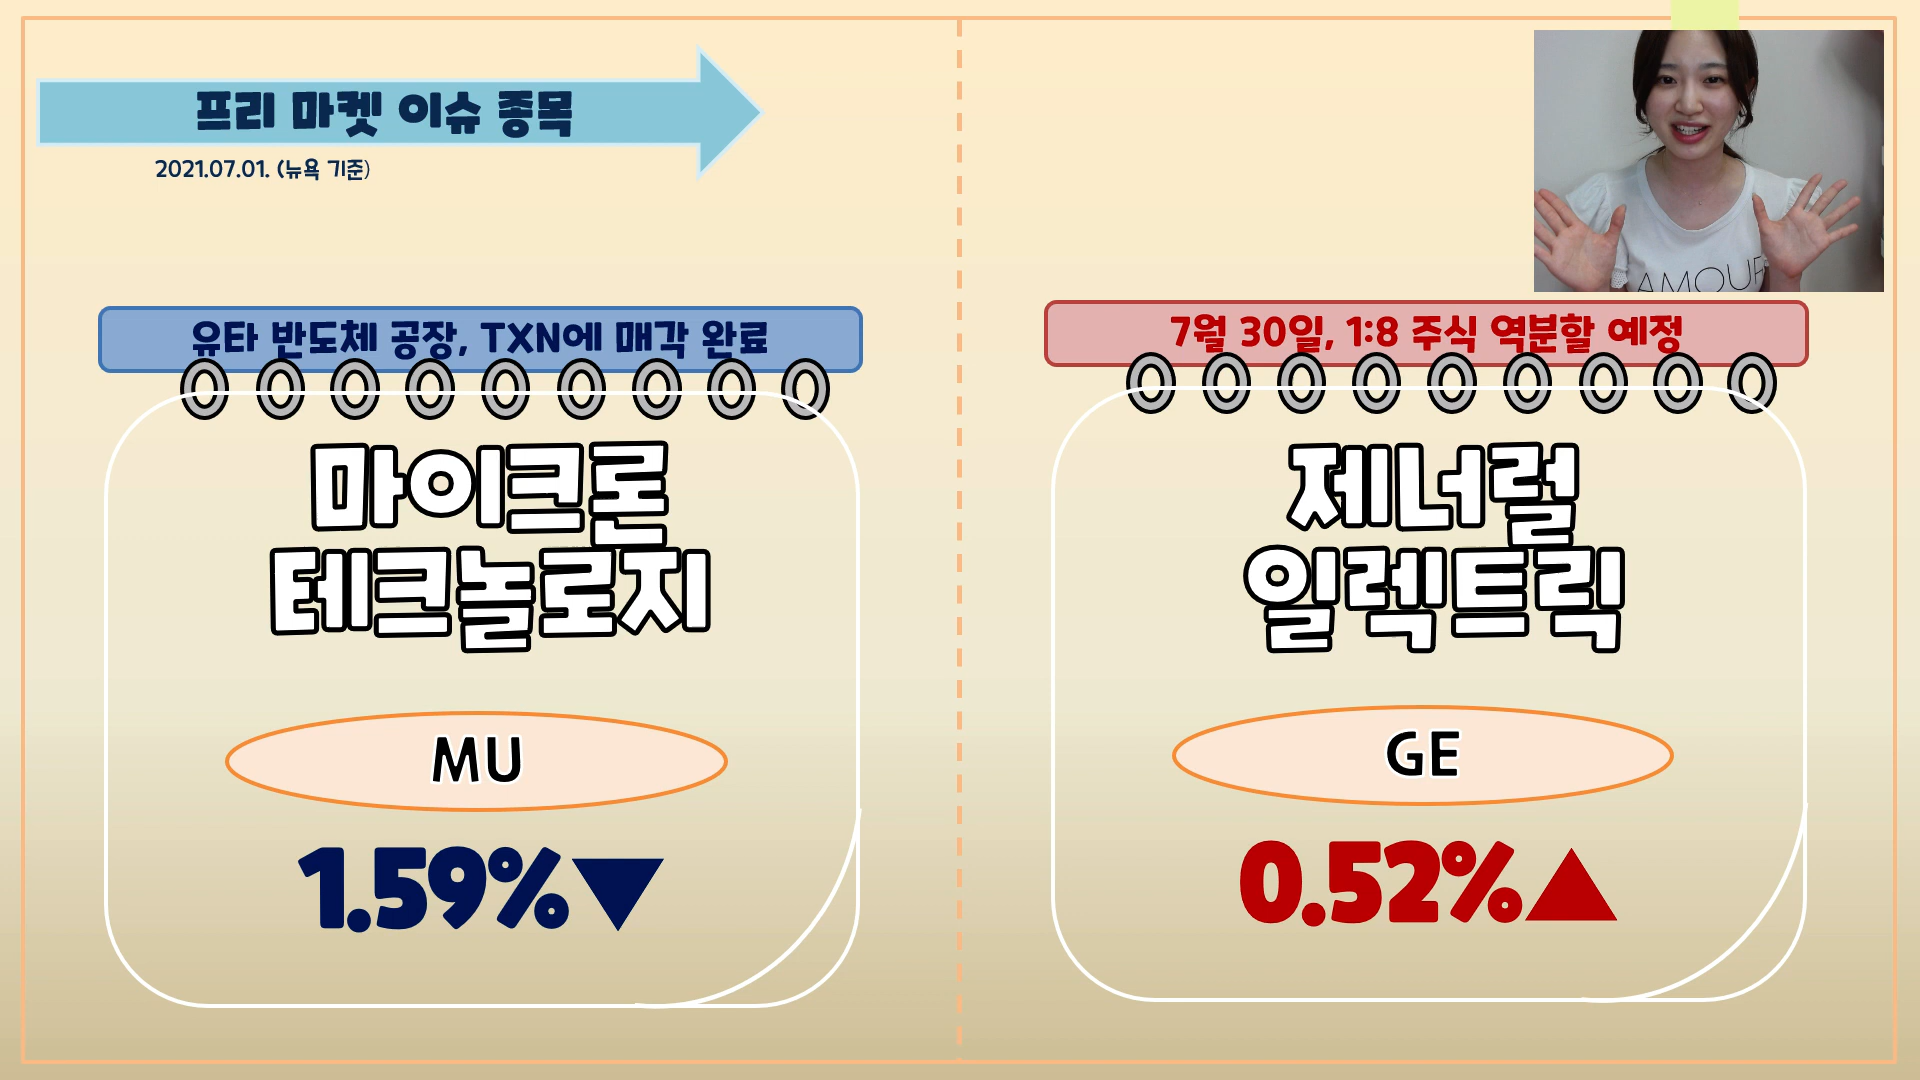 프리 마켓 이슈 종목
2021.07.01. (뉴욕 기준)
유타 반도체 공장, TXN에 매각 완료
마이크론
테크놀로지
MU
1.59%▼
7월 30일, 1:8 주식 역분할 예정
제너럴
일렉트릭
GE
0.52%▲
AMOUR